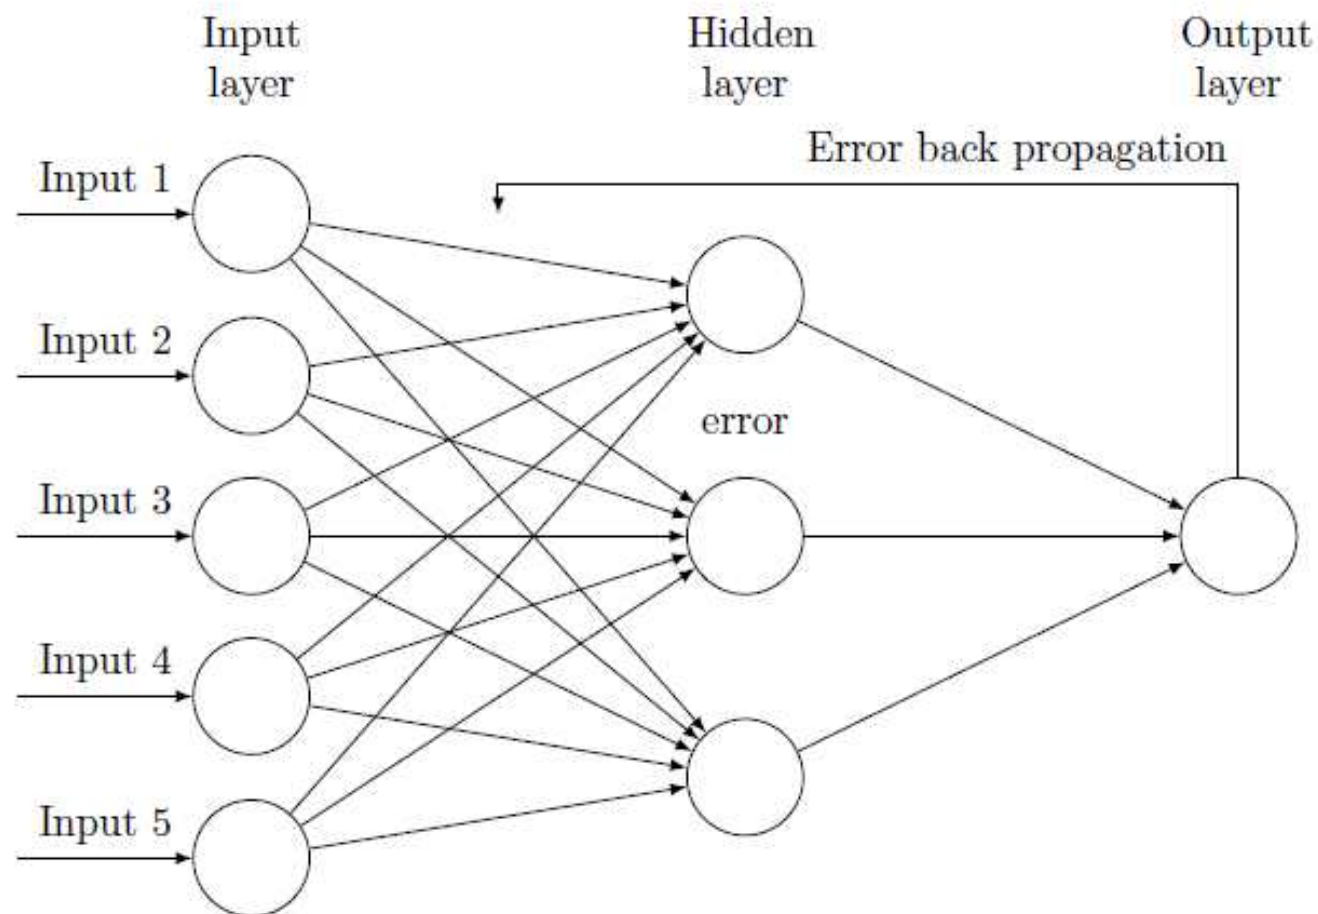 Input
layer
Hidden
layer
Output
layer
Error back propagation
Input 1
Input 2
error
Input 3
Input 4
Input 5